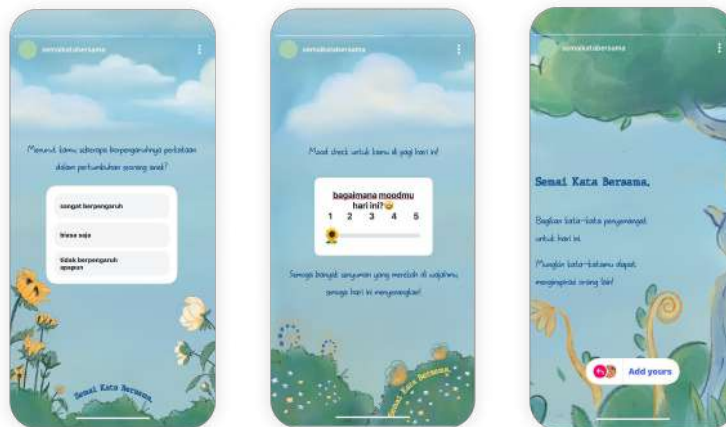 semaikatabersama
Menurut kamu, seberapa berpengaruhnya perkataan
dalam pertumbuhan seorang anak?
sangat berpengaruh
biasa saja
tidak berpengaruh
apapun
Semai Kata Bersama,
semaikatabersama
Mood check untuk kamu di pagi hari ini!
bagaimana moodmu
hari ini?
1 2 3 4 5
Semoga banyak senyuman yang merekah di wajahmu,
semoga hari ini menyenangkan!
Semai Kata Bersama,
semaikatabersama
Semai Kata Bersama,
Bagikan kata-kata penyemangat
untuk hari ini.
Mungkin kata-katamu dapat
menginspirasi orang lain!
Add yours